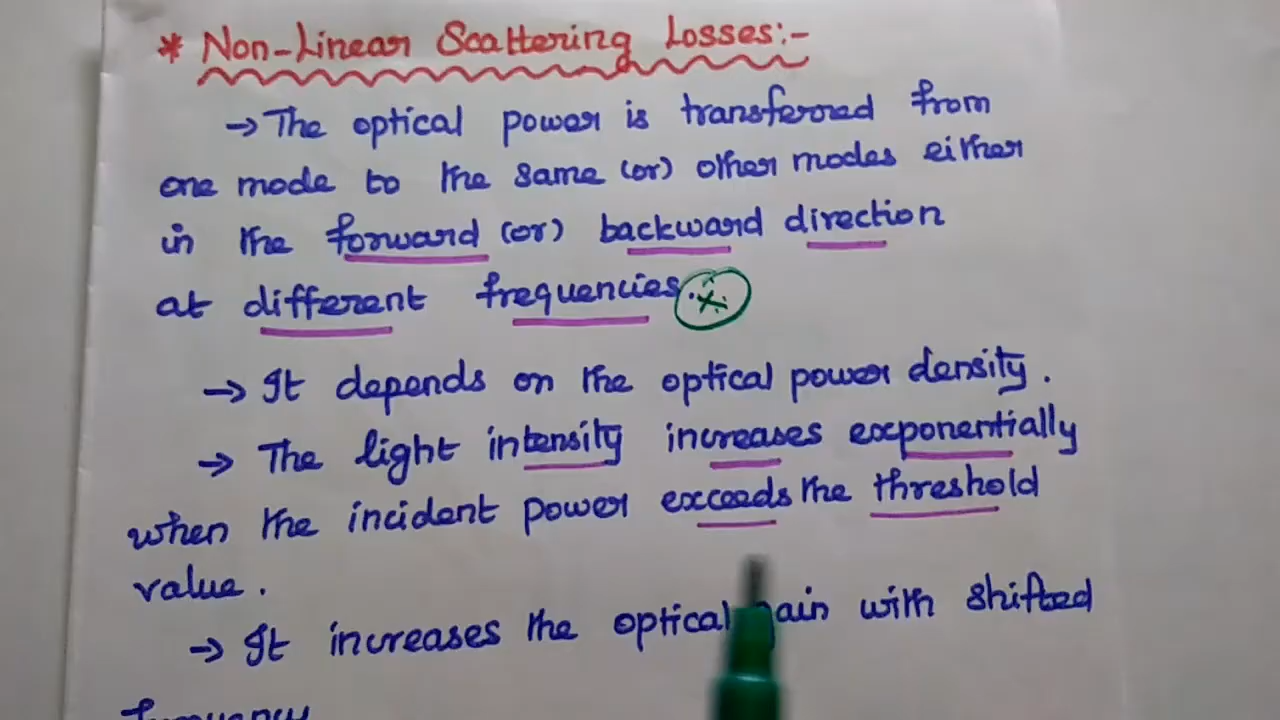 * Non-Linear Scattering Losses:-
→ The optical power is transferred from
one mode to the same (or) other modes either
in the forward (or) backward direction
at different frequencies.
→ It depends on the optical power density.
→ The light intensity increases exponentially
when the incident power exceeds the threshold
value.
→ It increases the optical gain with shifted
frequency